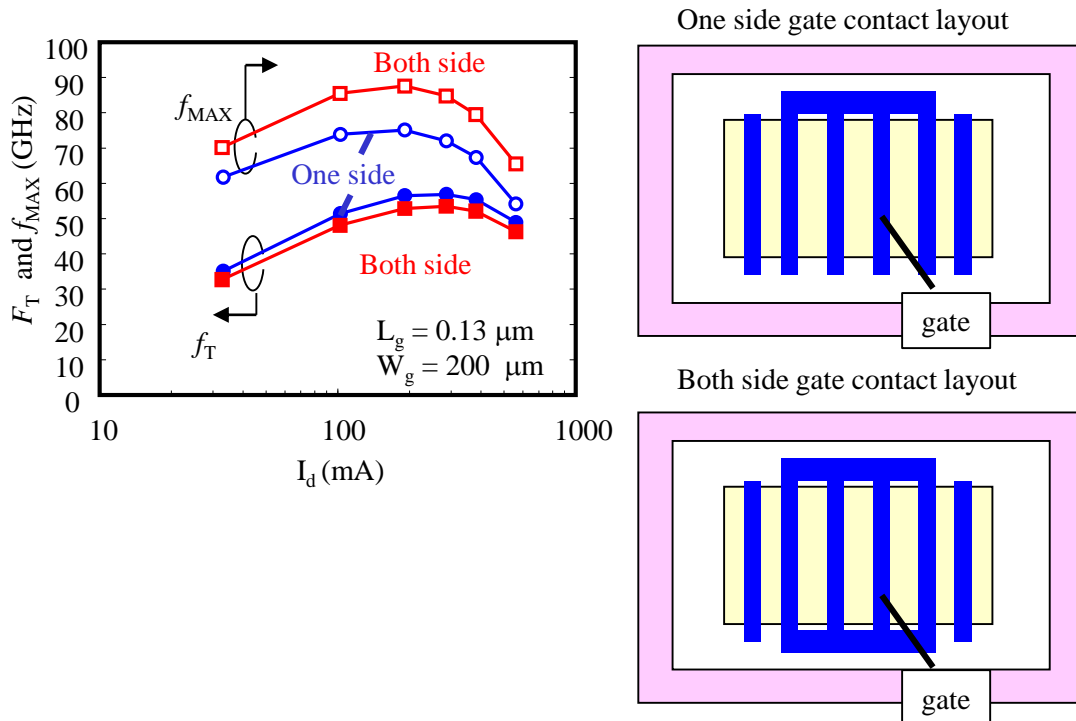 One side gate contact layout
100
90
80
70
60
50
40
30
20
10
0
F_T and f_MAX (GHz)
Both side
f_MAX
One side
Both side
f_T
L_g = 0.13 μm
W_g = 200 μm
10
100
1000
I_d (mA)
gate
Both side gate contact layout
gate